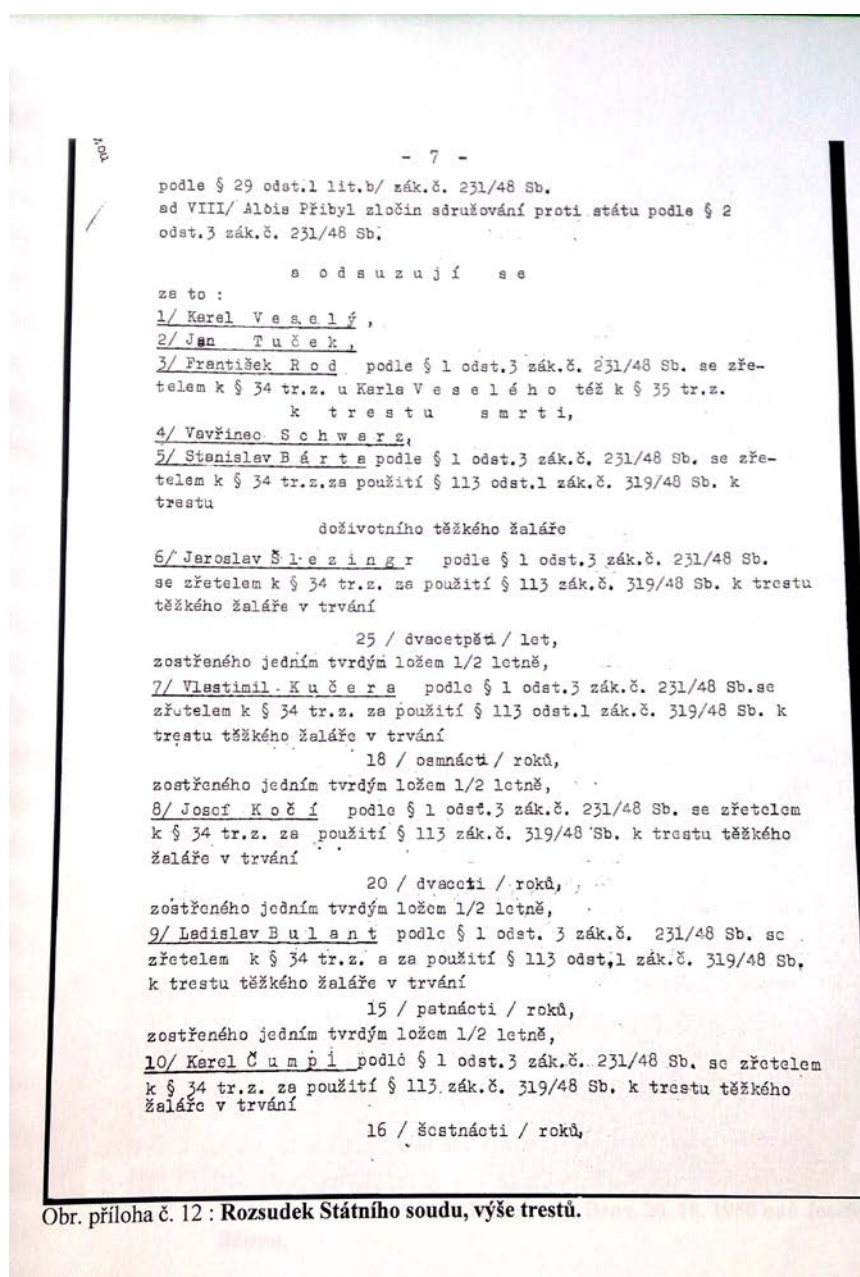 - 7 -
podle § 29 odst.1 lit.b/ zák.č. 231/48 Sb.
ad VIII/ Albis Přibyl zločin sdružování proti státu podle § 2
odst.3 zák.č. 231/48 Sb.
a odsuzují se
za to :
1/ Karel V e s e l ý ,
2/ Jan T u č e k ,
3/ František R o d podle § 1 odst.3 zák.č. 231/48 Sb. se zře-
telem k § 34 tr.z. u Karla V e s e l é h o též k § 35 tr.z.
k trestu smrti,
4/ Vavřinec S c h w a r z,
5/ Stanislav B á r t a podle § 1 odst.3 zák.č. 231/48 Sb. se zře-
telem k § 34 tr.z.za použití § 113 odst.1 zák.č. 319/48 Sb. k
trestu
doživotního těžkého žaláře
6/ Jaroslav Š l e z i n g r podle § 1 odst.3 zák.č. 231/48 Sb.
se zřetelem k § 34 tr.z. za použití § 113 zák.č. 319/48 Sb. k trestu
těžkého žaláře v trvání
25 / dvacetpěti / let,
zostřeného jedním tvrdým ložem 1/2 letně,
7/ Vlastimil K u č e r a podle § 1 odst.3 zák.č. 231/48 Sb.se
zřetelem k § 34 tr.z. za použití § 113 odst.1 zák.č. 319/48 Sb. k
trestu těžkého žaláře v trvání
18 / osmnácti / roků,
zostřeného jedním tvrdým ložem 1/2 letně,
8/ Josef K o č í podle § 1 odst.3 zák.č. 231/48 Sb. se zřetelem
k § 34 tr.z. za použití § 113 zák.č. 319/48 Sb. k trestu těžkého
žaláře v trvání
20 / dvaceti / roků,
zostřeného jedním tvrdým ložem 1/2 letně,
9/ Ladislav B u l a n t podle § 1 odst. 3 zák.č. 231/48 Sb. se
zřetelem k § 34 tr.z. a za použití § 113 odst,1 zák.č. 319/48 Sb,
k trestu těžkého žaláře v trvání
15 / patnácti / roků,
zostřeného jedním tvrdým ložem 1/2 letně,
10/ Karel Č u m p í podle § 1 odst.3 zák.č. 231/48 Sb. se zřetelem
k § 34 tr.z. za použití § 113 zák.č. 319/48 Sb. k trestu těžkého
žaláře v trvání
16 / šestnácti / roků,
Obr. příloha č. 12 : Rozsudek Státního soudu, výše trestů.